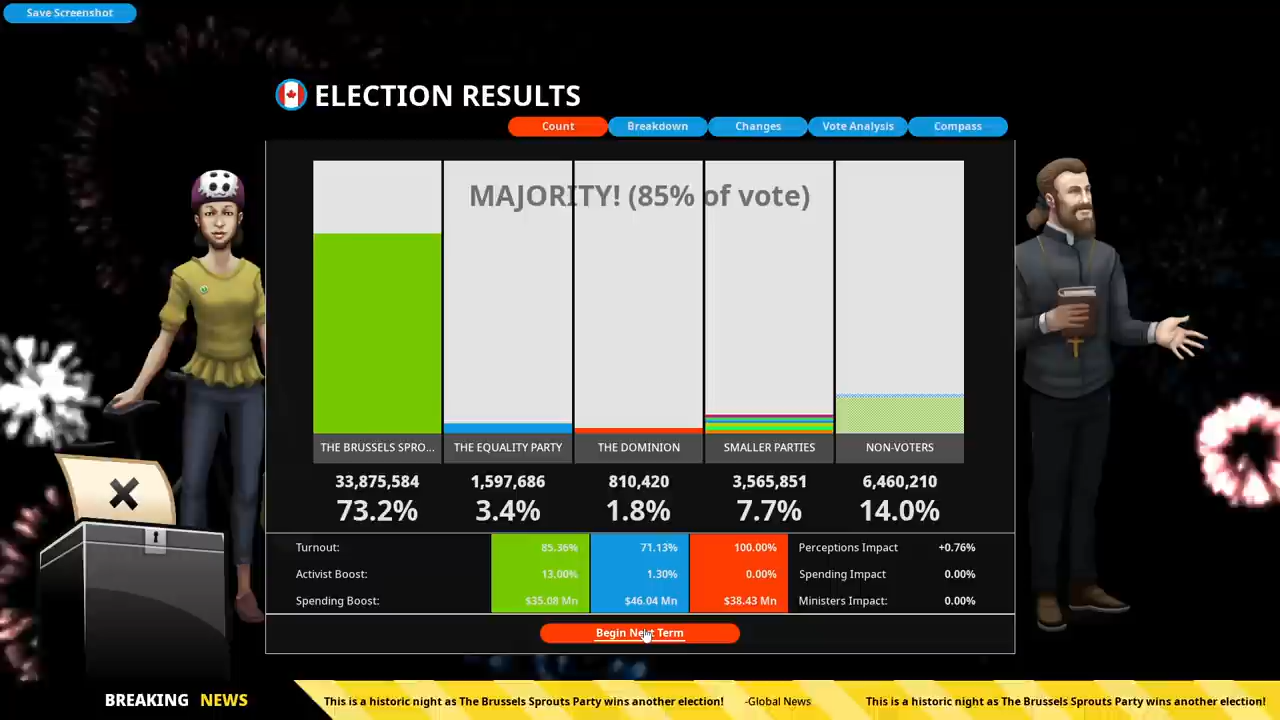 Save Screenshot
ELECTION RESULTS
Count Breakdown Changes Vote Analysis Compass
MAJORITY! (85% of vote)
THE BRUSSELS SPRO... THE EQUALITY PARTY THE DOMINION SMALLER PARTIES NON-VOTERS
33,875,584 1,597,686 810,420 3,565,851 6,460,210
73.2% 3.4% 1.8% 7.7% 14.0%
Turnout: 85.36% 71.13% 100.00% Perceptions Impact +0.76%
Activist Boost: 13.00% 1.30% 0.00% Spending Impact 0.00%
Spending Boost: $35.08 Mn $46.04 Mn $38.43 Mn Ministers Impact: 0.00%
Begin Next Term
BREAKING NEWS This is a historic night as The Brussels Sprouts Party wins another election! -Global News This is a historic night as The Brussels Sprouts Party wins another election!